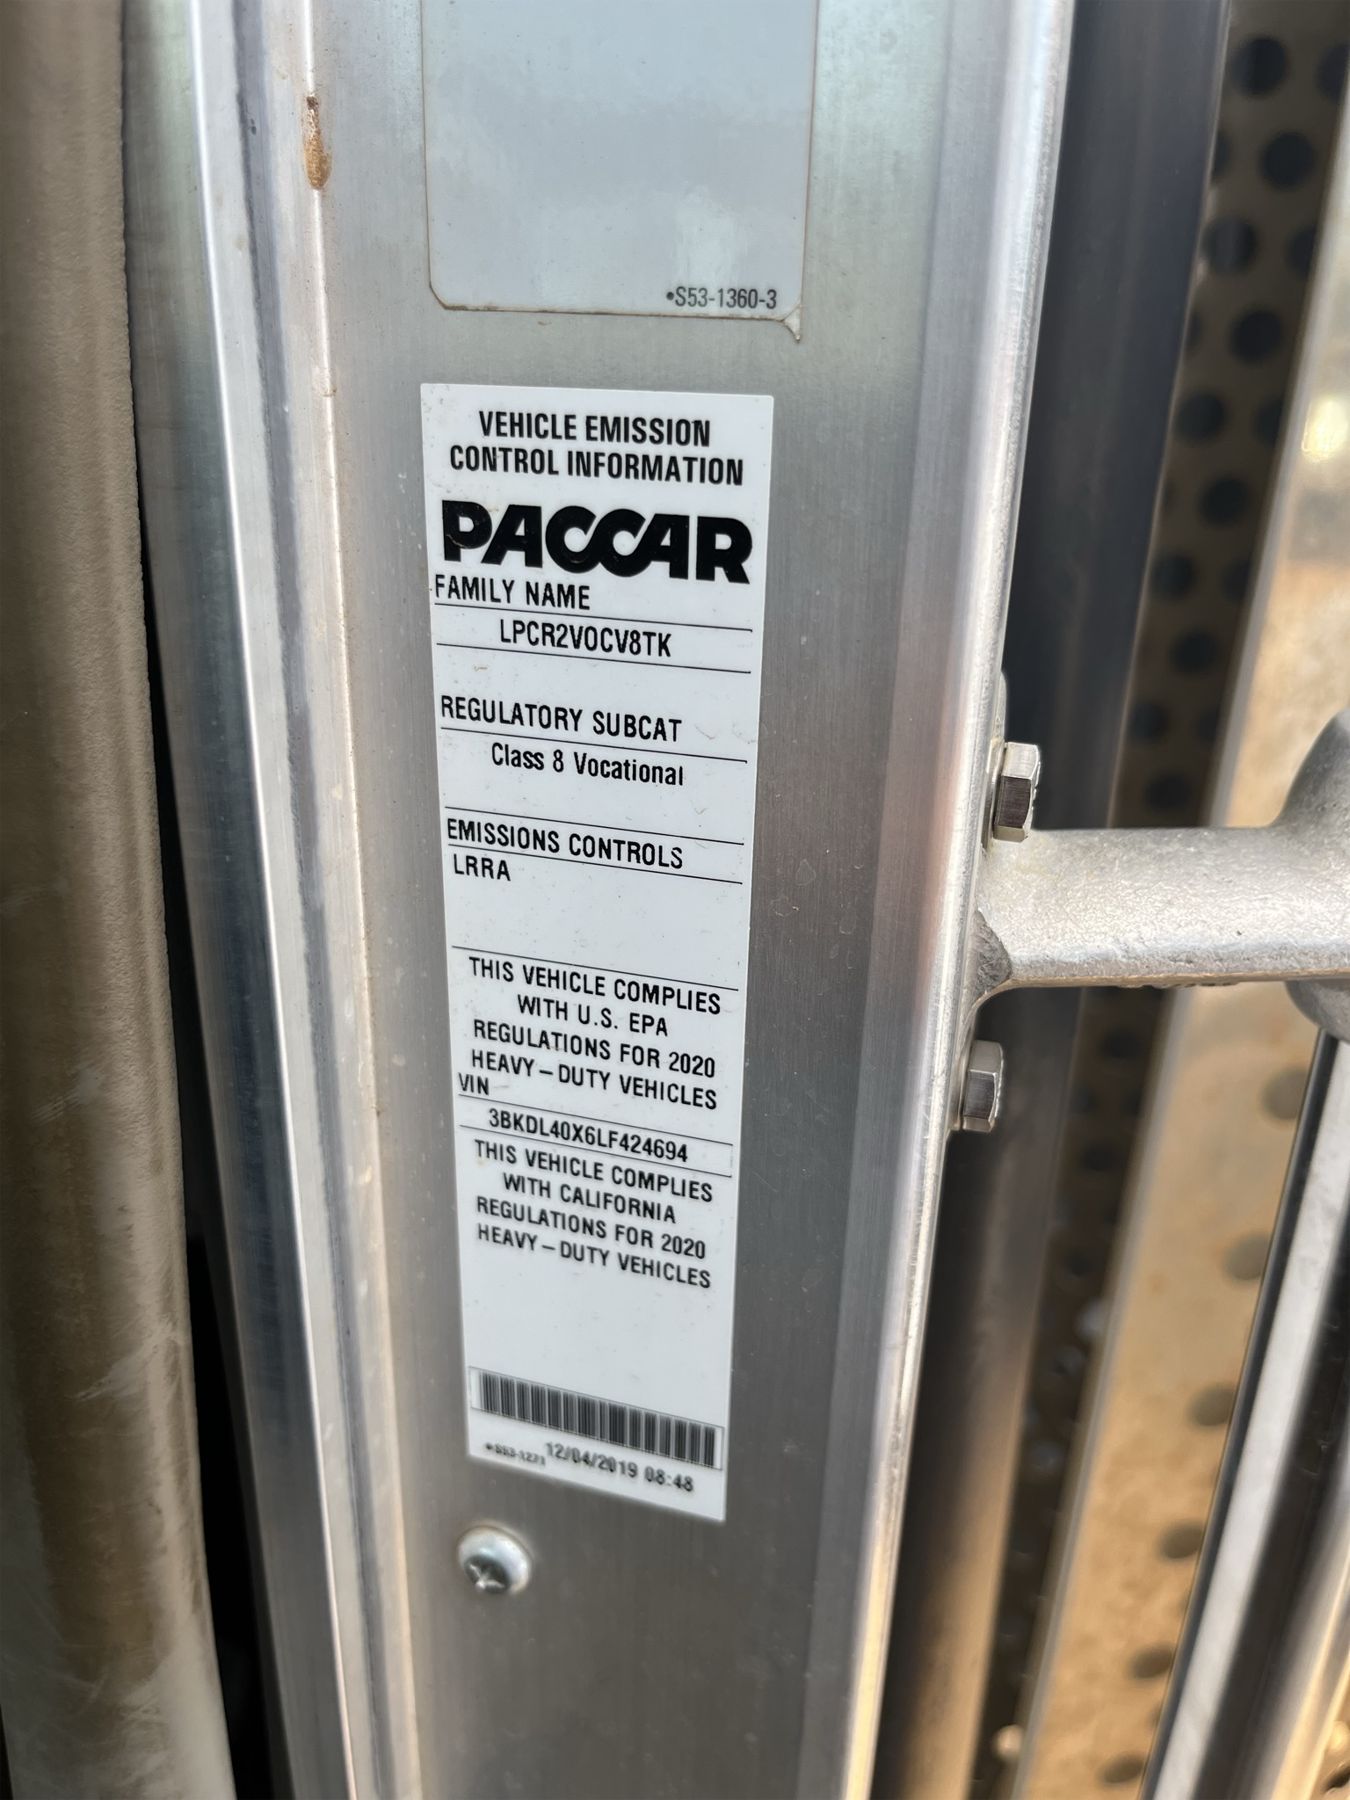 •S53-1360-3
VEHICLE EMISSION
CONTROL INFORMATION
PACCAR
FAMILY NAME
LPCR2VOCV8TK
REGULATORY SUBCAT
Class 8 Vocational
EMISSIONS CONTROLS
LRRA
THIS VEHICLE COMPLIES
WITH U.S. EPA
REGULATIONS FOR 2020
HEAVY-DUTY VEHICLES
VIN
3BKDL40X6LF424694
THIS VEHICLE COMPLIES
WITH CALIFORNIA
REGULATIONS FOR 2020
HEAVY-DUTY VEHICLES
•S53-1271 12/04/2019 08:48